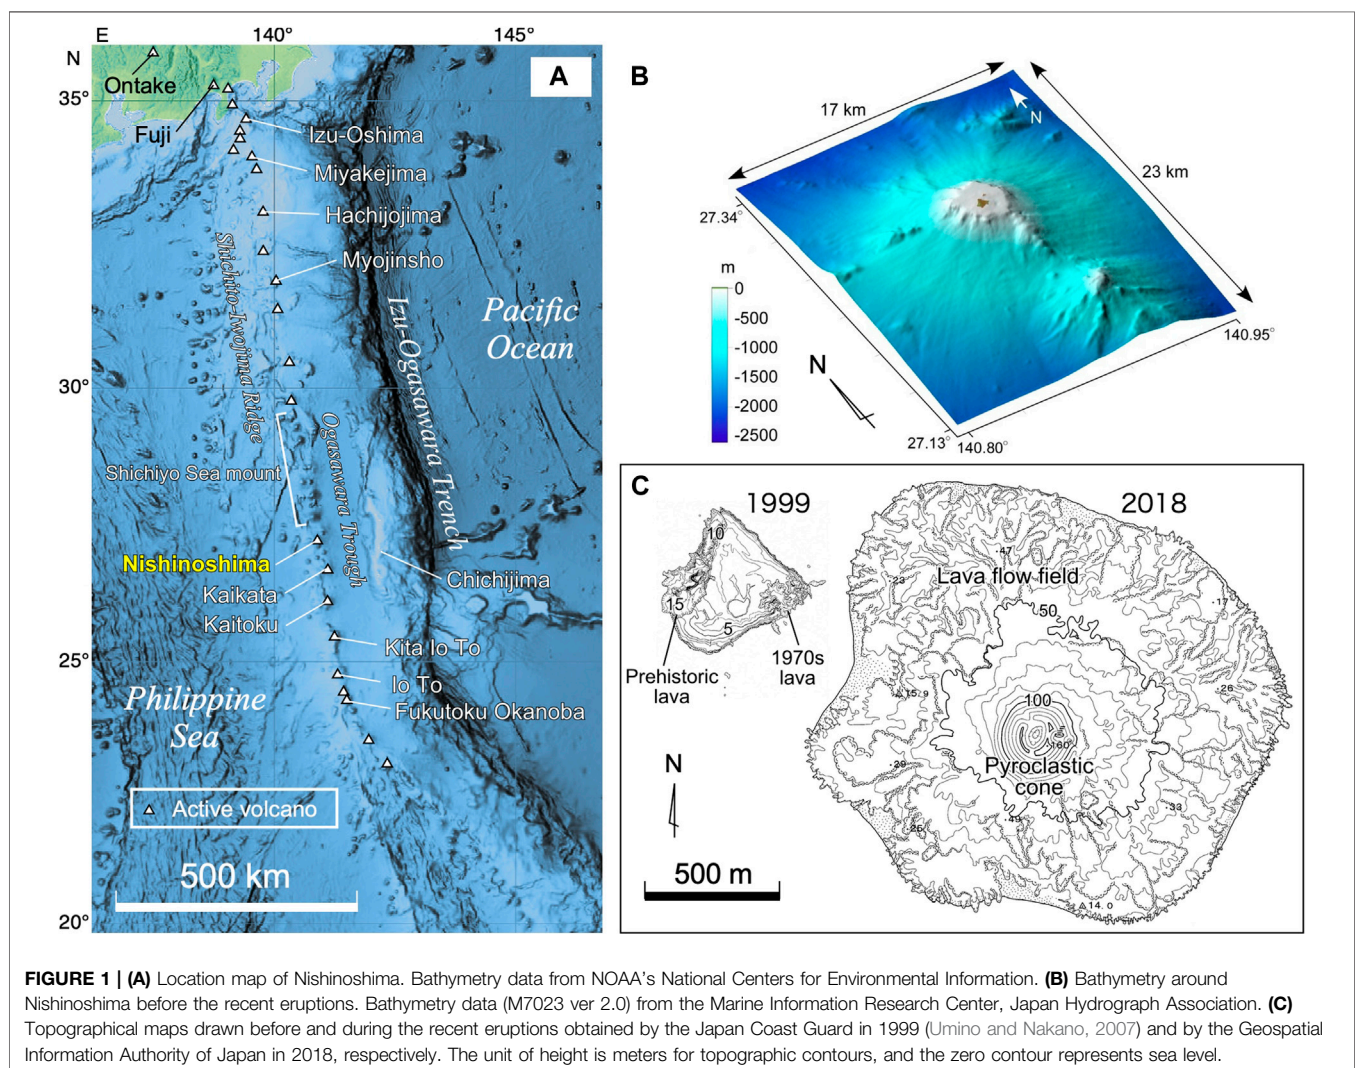 E
140°
145°
N
A
Ontake
35°
Fuji
Izu-Oshima
Miyakejima
Hachijojima
Myojinsho
Shichito-Iwojima Ridge
Izu-Ogasawara Trench
Pacific
Ocean
30°
Ogasawara Trough
Shichiyo Sea mount
Nishinoshima
Chichijima
Kaikata
Kaitoku
Kita Io To
25°
Io To
Fukutoku Okanoba
Philippine
Sea
Active volcano
500 km
20°
B
17 km
N
23 km
27.34°
m
0
-500
-1000
-1500
-2000
-2500
N
140.95°
27.13°
140.80°
C
1999
2018
10
15
5
Prehistoric
lava
1970s
lava
47
Lava flow field
23
17
50
15.9
26
100
160
29
Pyroclastic
cone
33
49
25
14.0
N
500 m
FIGURE 1 | (A) Location map of Nishinoshima. Bathymetry data from NOAA's National Centers for Environmental Information. (B) Bathymetry around
Nishinoshima before the recent eruptions. Bathymetry data (M7023 ver 2.0) from the Marine Information Research Center, Japan Hydrograph Association. (C)
Topographical maps drawn before and during the recent eruptions obtained by the Japan Coast Guard in 1999 (Umino and Nakano, 2007) and by the Geospatial
Information Authority of Japan in 2018, respectively. The unit of height is meters for topographic contours, and the zero contour represents sea level.